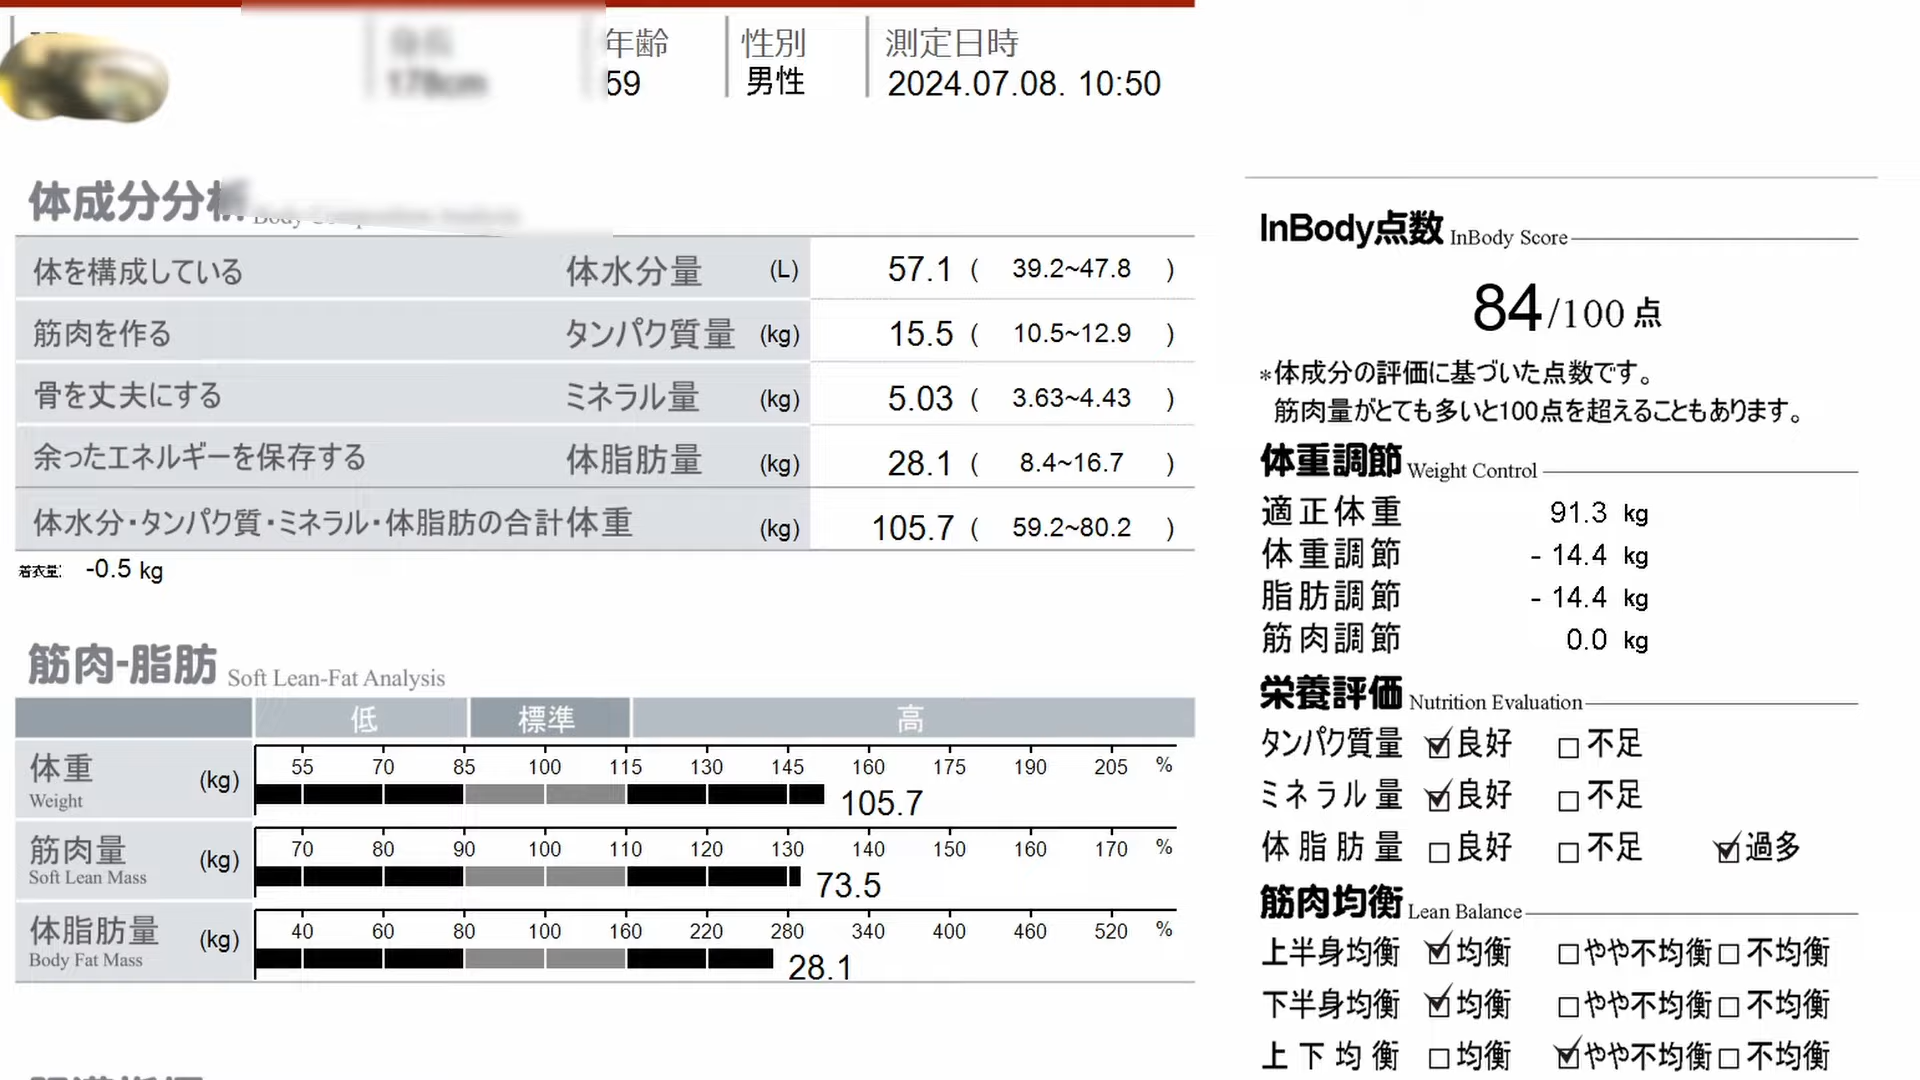 年齢 性別 測定日時
59 男性 2024.07.08. 10:50
体成分分析
体を構成している 体水分量 (L) 57.1 ( 39.2~47.8 )
筋肉を作る タンパク質量 (kg) 15.5 ( 10.5~12.9 )
骨を丈夫にする ミネラル量 (kg) 5.03 ( 3.63~4.43 )
余ったエネルギーを保存する 体脂肪量 (kg) 28.1 ( 8.4~16.7 )
体水分・タンパク質・ミネラル・体脂肪の合計 体重 (kg) 105.7 ( 59.2~80.2 )
着衣量: -0.5 kg
筋肉-脂肪 Soft Lean-Fat Analysis
低 標準 高
体重 (kg) 55 70 85 100 115 130 145 160 175 190 205 %
Weight 105.7
筋肉量 (kg) 70 80 90 100 110 120 130 140 150 160 170 %
Soft Lean Mass 73.5
体脂肪量 (kg) 40 60 80 100 160 220 280 340 400 460 520 %
Body Fat Mass 28.1
InBody点数 InBody Score
84/100 点
*体成分の評価に基づいた点数です。
筋肉量がとても多いと100点を超えることもあります。
体重調節 Weight Control
適正体重 91.3 kg
体重調節 - 14.4 kg
脂肪調節 - 14.4 kg
筋肉調節 0.0 kg
栄養評価 Nutrition Evaluation
タンパク質量 ☑良好 □不足
ミネラル量 ☑良好 □不足
体脂肪量 □良好 □不足 ☑過多
筋肉均衡 Lean Balance
上半身均衡 ☑均衡 □やや不均衡 □不均衡
下半身均衡 ☑均衡 □やや不均衡 □不均衡
上下均衡 □均衡 ☑やや不均衡 □不均衡